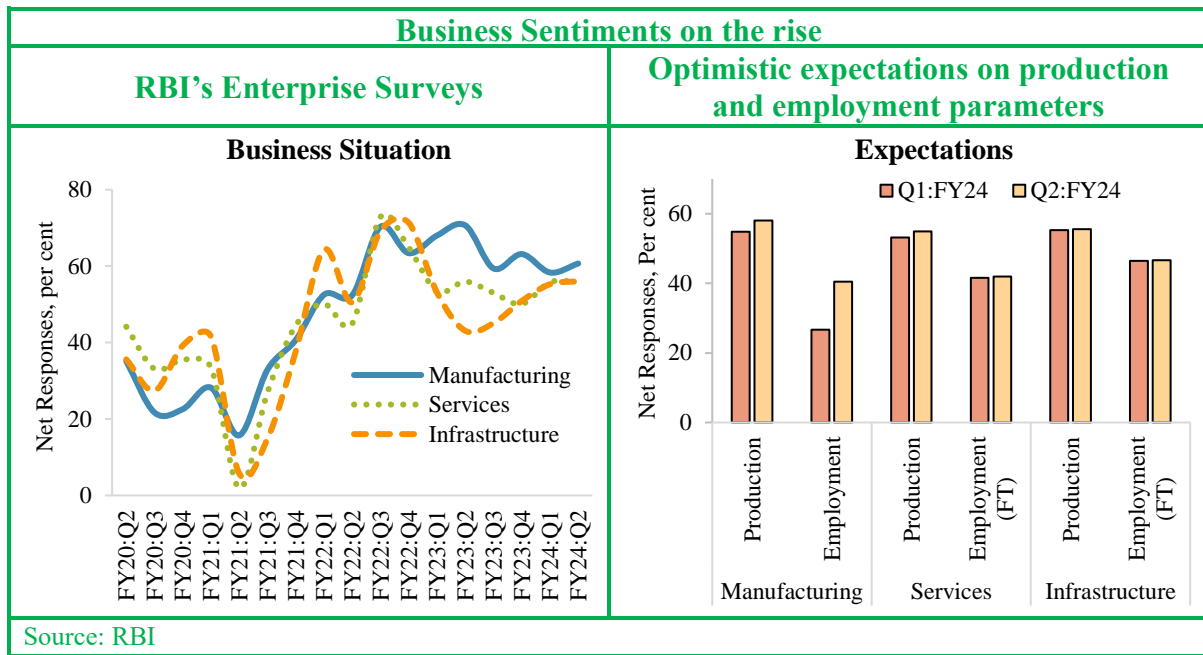 Business Sentiments on the rise
RBI's Enterprise Surveys
Optimistic expectations on production
and employment parameters
Business Situation
Net Responses, per cent
80
60
40
20
0
Manufacturing
Services
Infrastructure
FY20:Q2
FY20:Q3
FY20:Q4
FY21:Q1
FY21:Q2
FY21:Q3
FY21:Q4
FY22:Q1
FY22:Q2
FY22:Q3
FY22:Q4
FY23:Q1
FY23:Q2
FY23:Q3
FY23:Q4
FY24:Q1
FY24:Q2
Expectations
Q1:FY24
Q2:FY24
Net Responses, Per cent
60
40
20
0
Production
Employment
Production
Employment
(FT)
Production
Employment
(FT)
Manufacturing
Services
Infrastructure
Source: RBI